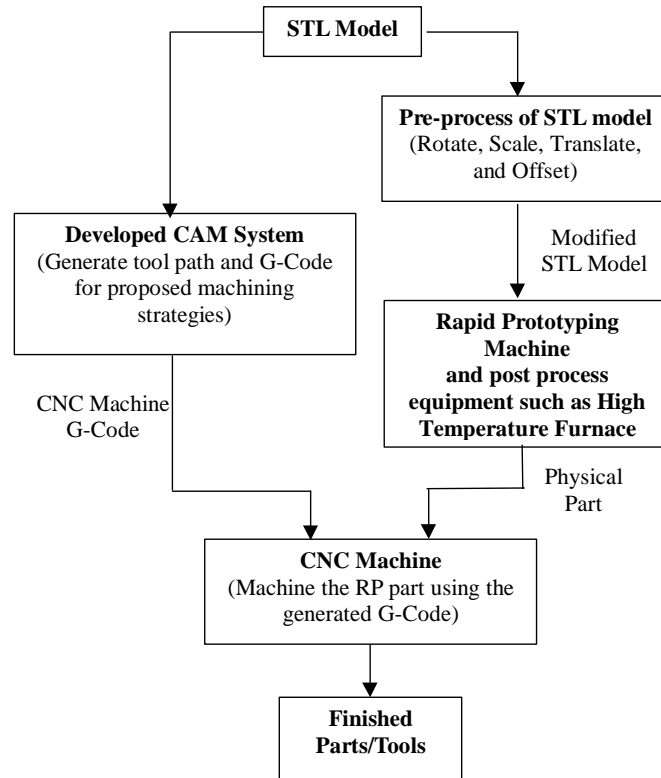 STL Model
Pre-process of STL model
(Rotate, Scale, Translate,
and Offset)
Developed CAM System
(Generate tool path and G-Code
for proposed machining
strategies)
Modified
STL Model
Rapid Prototyping
Machine
and post process
equipment such as High
Temperature Furnace
CNC Machine
G-Code
Physical
Part
CNC Machine
(Machine the RP part using the
generated G-Code)
Finished
Parts/Tools